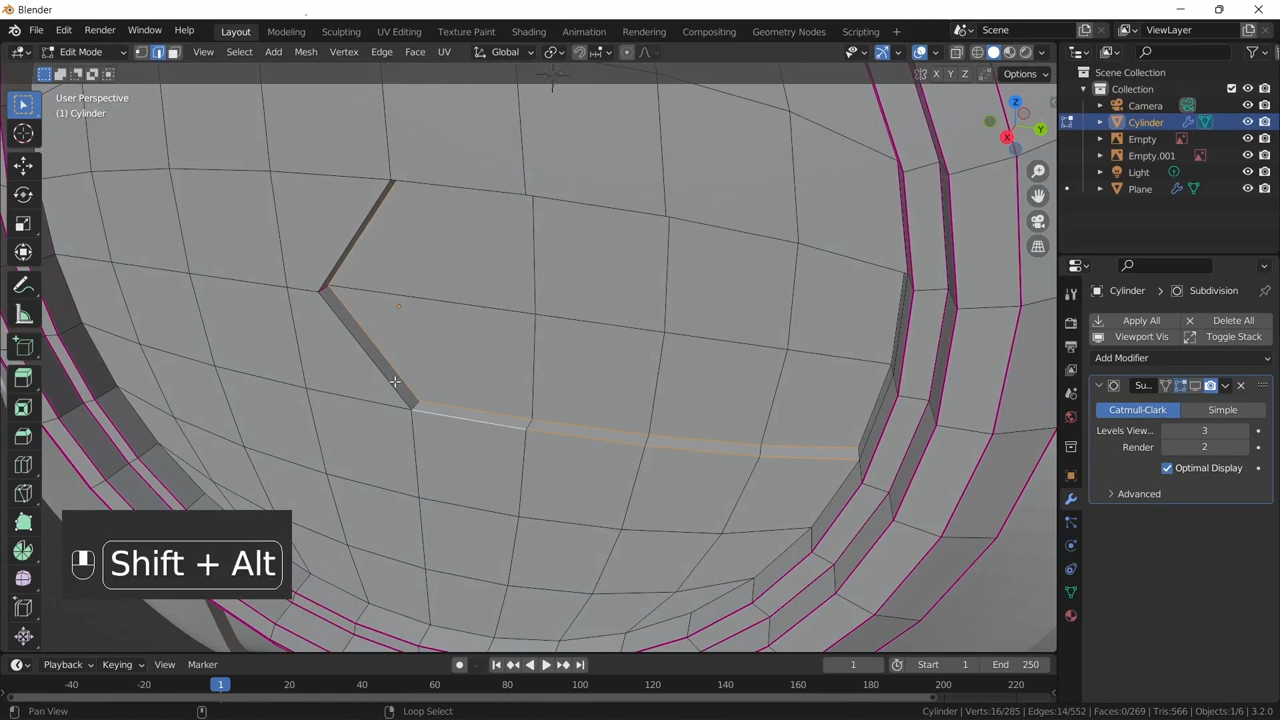 Blender
File Edit Render Window Help
Layout Modeling Sculpting UV Editing Texture Paint Shading Animation Rendering Compositing Geometry Nodes Scripting +
Scene
ViewLayer
Edit Mode View Select Add Mesh Vertex Edge Face UV
Global
X Y Z Options
User Perspective
(1) Cylinder
Z
Y
X
Shift + Alt
Scene Collection
Collection
Camera
Cylinder
Empty
Empty.001
Light
Plane
Cylinder > Subdivision
Apply All Delete All
Viewport Vis Toggle Stack
Add Modifier
Su...
Catmull-Clark Simple
Levels View... 3
Render 2
Optimal Display
Advanced
Playback Keying View Marker
1 Start 1 End 250
-40 -20 1 20 40 60 80 100 120 140 160 180 200 220
Pan View Loop Select Cylinder | Verts:16/285 | Edges:14/552 | Faces:0/269 | Tris:566 | Objects:1/6 | 3.2.0